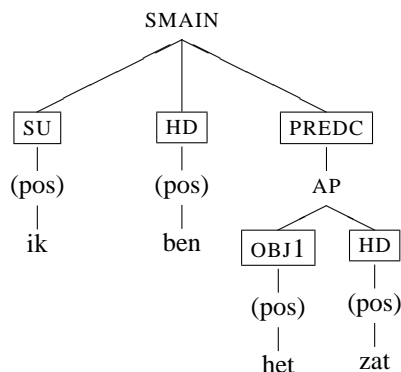 SMAIN
SU HD PREDC
(pos) (pos) AP
ik ben OBJ1 HD
(pos) (pos)
het zat